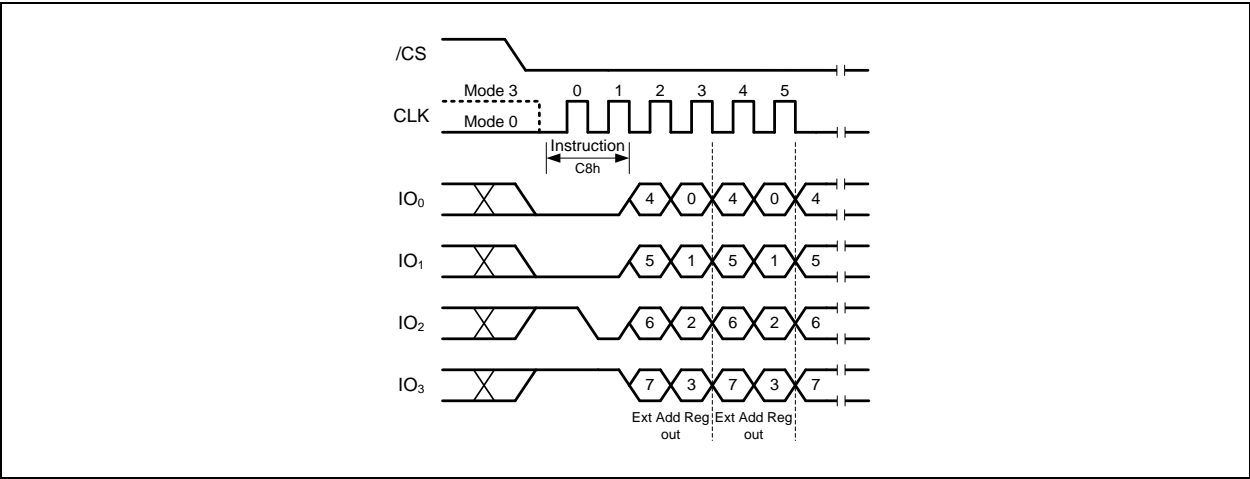 /CS
Mode 3 0 1 2 3 4 5
CLK
Mode 0
Instruction
C8h
IO₀ 4 0 4 0 4
IO₁ 5 1 5 1 5
IO₂ 6 2 6 2 6
IO₃ 7 3 7 3 7
Ext Add Reg Ext Add Reg
out out